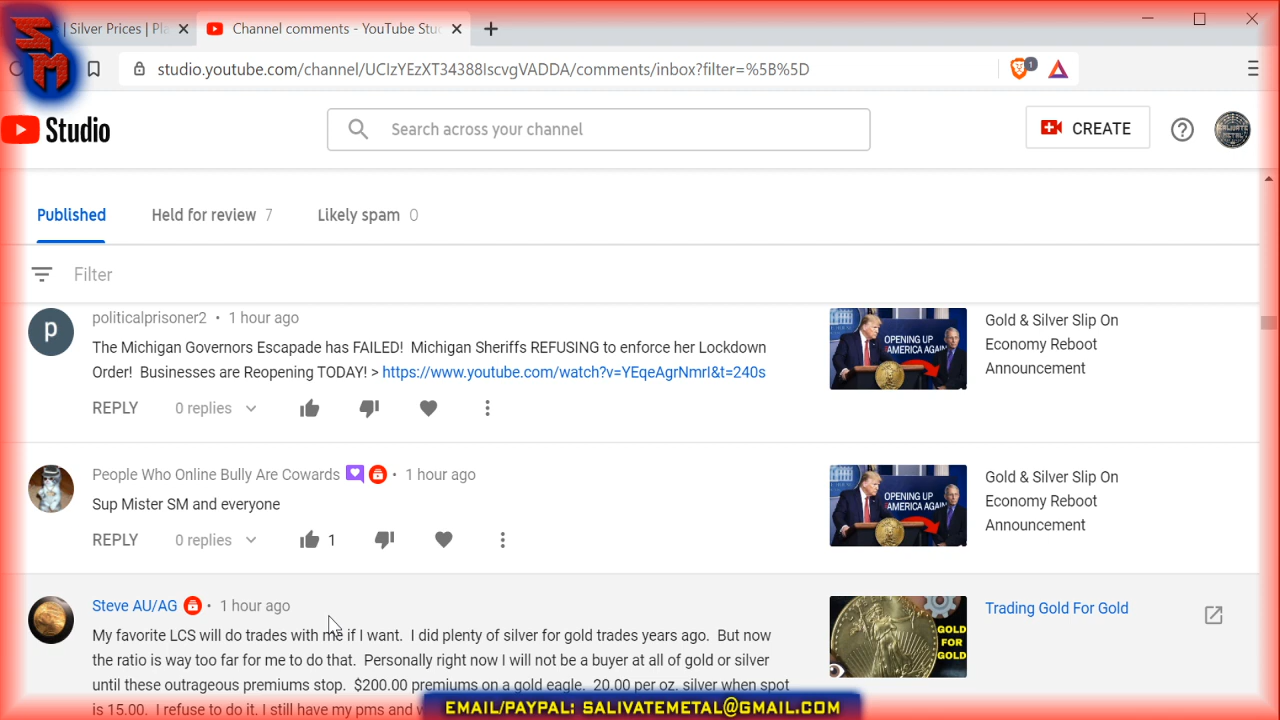 SM
| Silver Prices | Pla
Channel comments - YouTube Stu
studio.youtube.com/channel/UCIzYEzXT34388IscvgVADDA/comments/inbox?filter=%5B%5D
1
Studio
Search across your channel
CREATE
Published
Held for review 7
Likely spam 0
Filter
p
politicalprisoner2 • 1 hour ago
The Michigan Governors Escapade has FAILED! Michigan Sheriffs REFUSING to enforce her Lockdown
Order! Businesses are Reopening TODAY! > https://www.youtube.com/watch?v=YEqeAgrNmrI&t=240s
REPLY 0 replies
OPENING UP
AMERICA AGAIN
Gold & Silver Slip On
Economy Reboot
Announcement
People Who Online Bully Are Cowards • 1 hour ago
Sup Mister SM and everyone
REPLY 0 replies 1
OPENING UP
AMERICA AGAIN
Gold & Silver Slip On
Economy Reboot
Announcement
Steve AU/AG • 1 hour ago
My favorite LCS will do trades with me if I want. I did plenty of silver for gold trades years ago. But now
the ratio is way too far for me to do that. Personally right now I will not be a buyer at all of gold or silver
until these outrageous premiums stop. $200.00 premiums on a gold eagle. 20.00 per oz. silver when spot
is 15.00. I refuse to do it. I still have my pms and
GOLD
FOR
GOLD
Trading Gold For Gold
EMAIL/PAYPAL: SALIVATEMETAL@GMAIL.COM